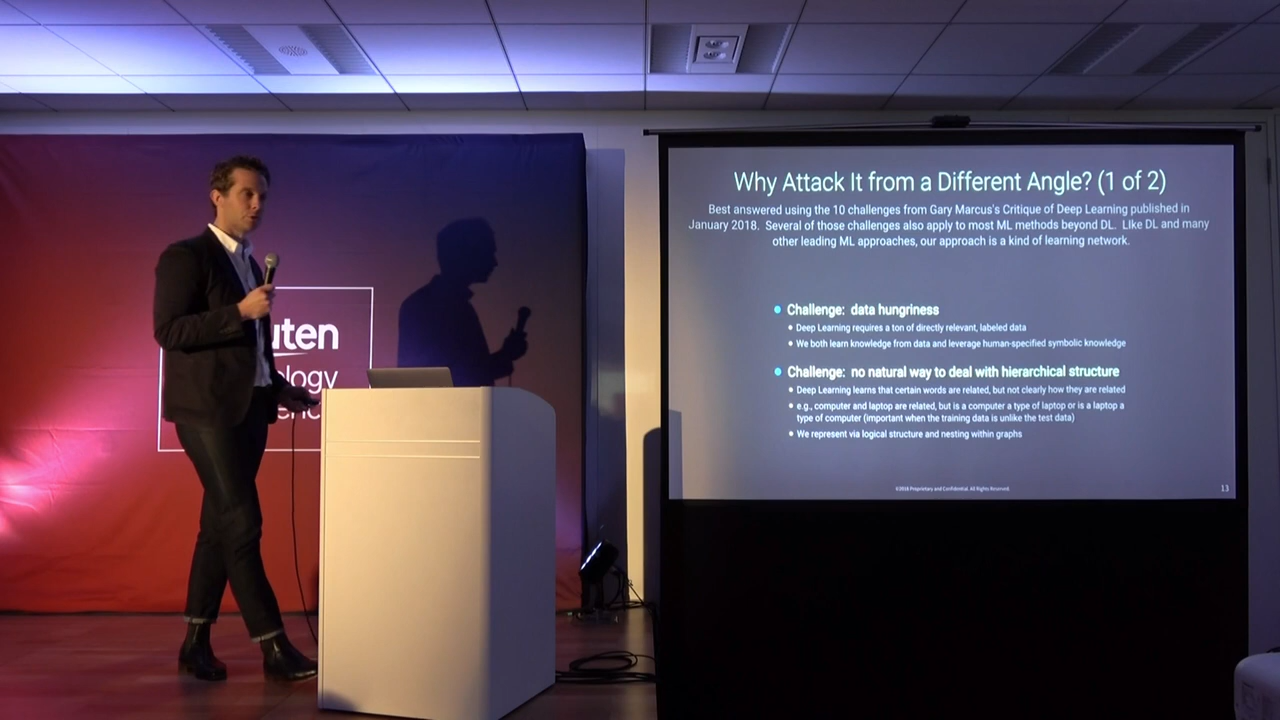 uten
ology
Why Attack It from a Different Angle? (1 of 2)
Best answered using the 10 challenges from Gary Marcus's Critique of Deep Learning published in
January 2018. Several of those challenges also apply to most ML methods beyond DL. LIke DL and many
other leading ML approaches, our approach is a kind of learning network.
Challenge: data hungriness
Deep Learning requires a ton of directly relevant, labeled data
We both learn knowledge from data and leverage human-specified symbolic knowledge
Challenge: no natural way to deal with hierarchical structure
Deep Learning learns that certain words are related, but not clearly how they are related
e.g., computer and laptop are related, but is a computer a type of laptop or is a laptop a
type of computer (important when the training data is unlike the test data)
We represent via logical structure and nesting within graphs
©2018 Proprietary and Confidential. All Rights Reserved.
13